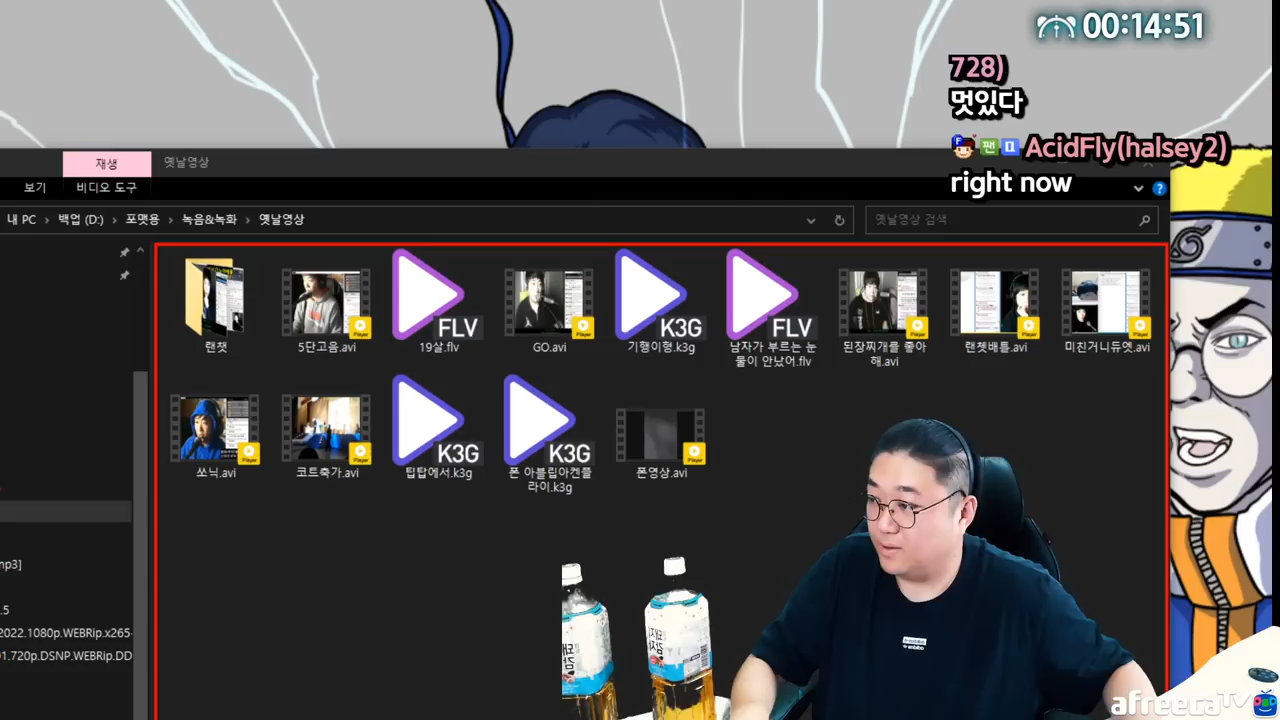 00:14:51
728)
멋있다
팬 AcidFly(halsey2)
right now
재생
옛날영상
보기
비디오 도구
내 PC > 백업 (D:) > 포맷용 > 녹음&녹화 > 옛날영상
옛날영상 검색
FLV
K3G
FLV
랜챗
5단고음.avi
19살.flv
GO.avi
기행이형.k3g
남자가 부르는 눈
물이 안났어.flv
된장찌개를 좋아
해.avi
랜쳇배틀.avi
미친거니듀엣.avi
K3G
K3G
쏘닉.avi
코트축가.avi
팁탑에서.k3g
폰 아블립아켄플
라이.k3g
폰영상.avi
mp3]
.5
2022.1080p.WEBRip.x265-
01.720p.DSNP.WEBRip.DD
afreecaTV